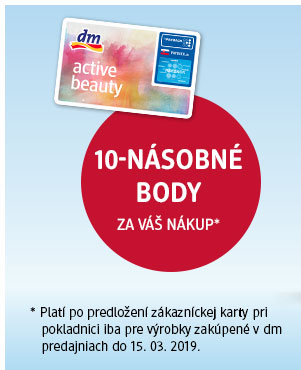 dm
active
beauty
10-NÁSOBNÉ
BODY
ZA VÁŠ NÁKUP*
* Platí po predložení zákazníckej karty pri
pokladnici iba pre výrobky zakúpené v dm
predajniach do 15. 03. 2019.